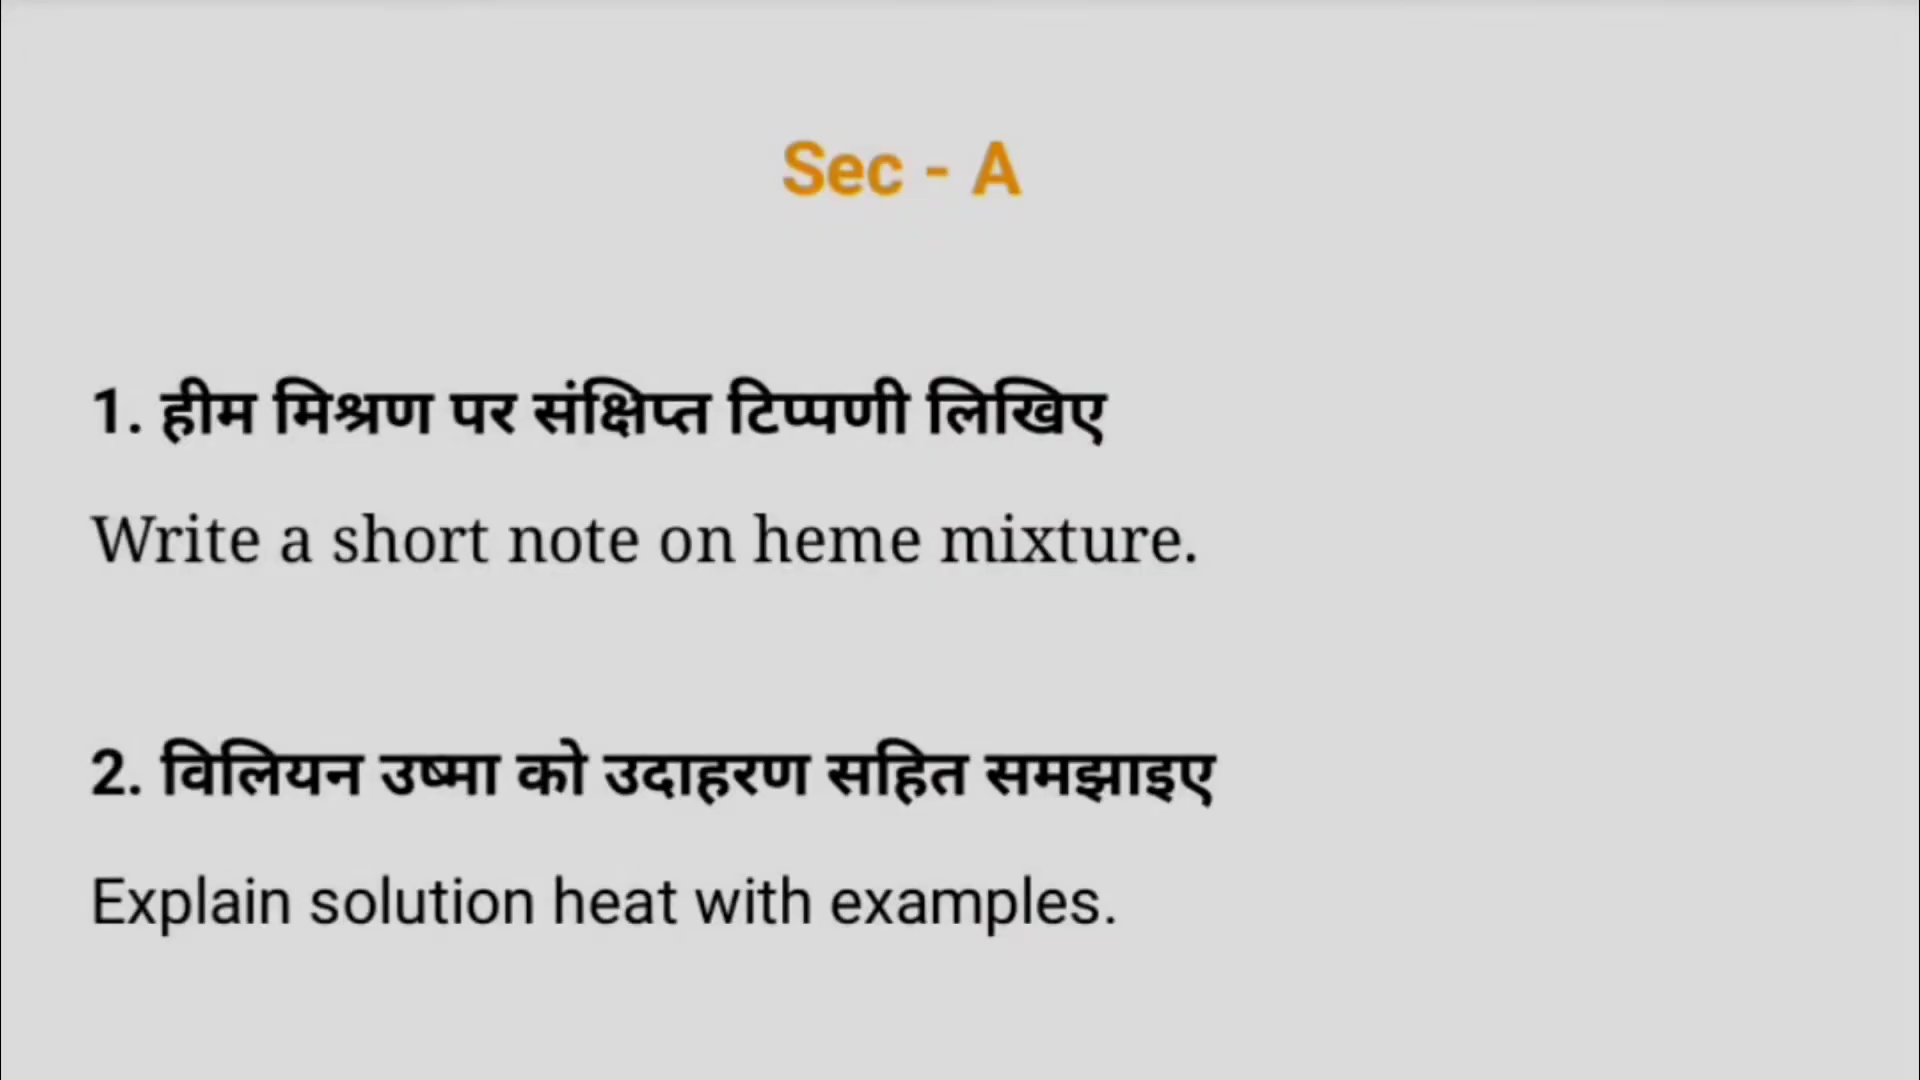 Sec - A
1. हीम मिश्रण पर संक्षिप्त टिप्पणी लिखिए
Write a short note on heme mixture.
2. विलियन उष्मा को उदाहरण सहित समझाइए
Explain solution heat with examples.